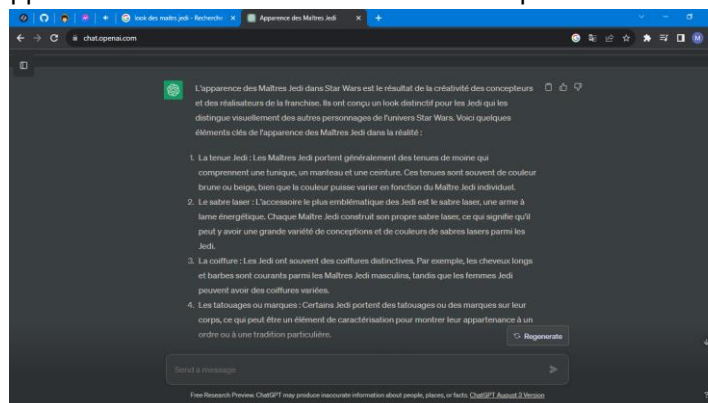 look des maitrs jedi - Recherche
Apparence des Maîtres Jedi
chat.openai.com
M
L'apparence des Maîtres Jedi dans Star Wars est le résultat de la créativité des concepteurs
et des réalisateurs de la franchise. Ils ont conçu un look distinctif pour les Jedi qui les
distingue visuellement des autres personnages de l'univers Star Wars. Voici quelques
éléments clés de l'apparence des Maîtres Jedi dans la réalité :
1. La tenue Jedi : Les Maîtres Jedi portent généralement des tenues de moine qui
comprennent une tunique, un manteau et une ceinture. Ces tenues sont souvent de couleur
brune ou beige, bien que la couleur puisse varier en fonction du Maître Jedi individuel.
2. Le sabre laser : L'accessoire le plus emblématique des Jedi est le sabre laser, une arme à
lame énergétique. Chaque Maître Jedi construit son propre sabre laser, ce qui signifie qu'il
peut y avoir une grande variété de conceptions et de couleurs de sabres lasers parmi les
Jedi.
3. La coiffure : Les Jedi ont souvent des coiffures distinctives. Par exemple, les cheveux longs
et barbes sont courants parmi les Maîtres Jedi masculins, tandis que les femmes Jedi
peuvent avoir des coiffures variées.
4. Les tatouages ou marques : Certains Jedi portent des tatouages ou des marques sur leur
corps, ce qui peut être un élément de caractérisation pour montrer leur appartenance à un
ordre ou à une tradition particulière.
Regenerate
Send a message
Free Research Preview. ChatGPT may produce inaccurate information about people, places, or facts. ChatGPT August 3 Version